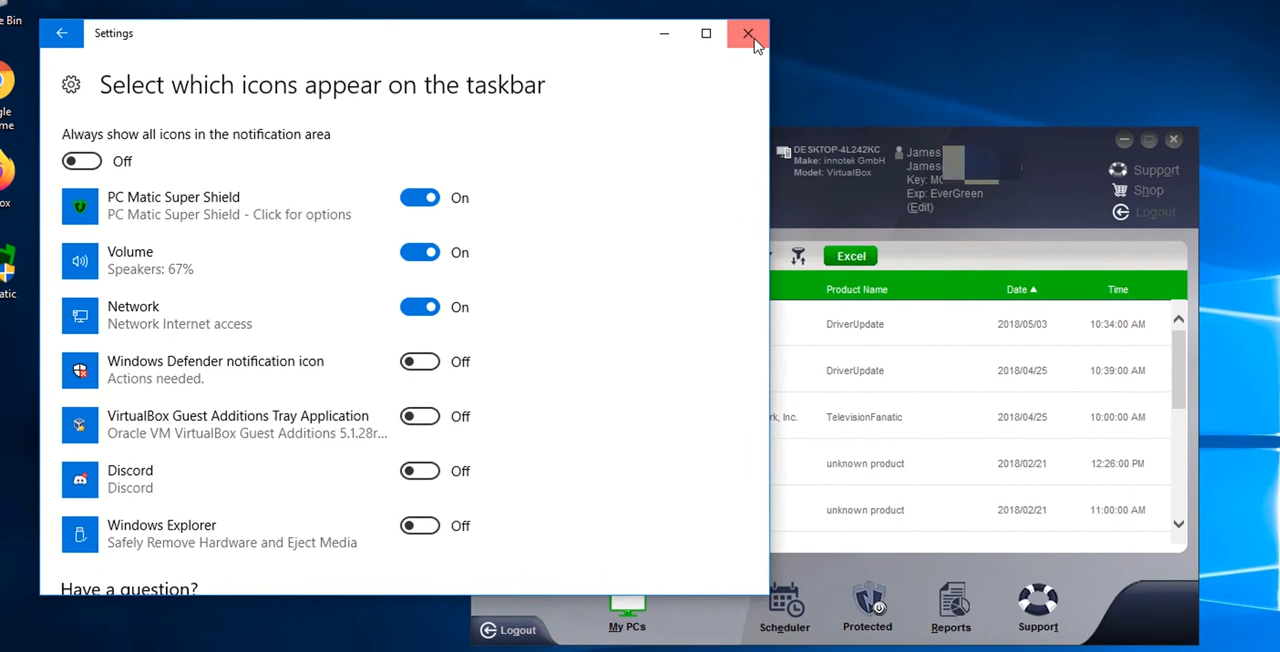 e Bin
gle
me
ox
atic
Settings
Select which icons appear on the taskbar
Always show all icons in the notification area
Off
PC Matic Super Shield
PC Matic Super Shield - Click for options
On
Volume
Speakers: 67%
On
Network
Network Internet access
On
Windows Defender notification icon
Actions needed.
Off
VirtualBox Guest Additions Tray Application
Oracle VM VirtualBox Guest Additions 5.1.28r...
Off
Discord
Discord
Off
Windows Explorer
Safely Remove Hardware and Eject Media
Off
Have a question?
DESKTOP-4L242KC
Make: innotek GmbH
Model: VirtualBox
James
James
Key: MC
Exp: EverGreen
(Edit)
Support
Shop
Logout
Excel
Product Name Date Time
DriverUpdate 2018/05/03 10:34:00 AM
DriverUpdate 2018/04/25 10:39:00 AM
rk, Inc. TelevisionFanatic 2018/04/25 10:00:00 AM
unknown product 2018/02/21 12:26:00 PM
unknown product 2018/02/21 11:00:00 AM
Logout
My PCs
Scheduler
Protected
Reports
Support